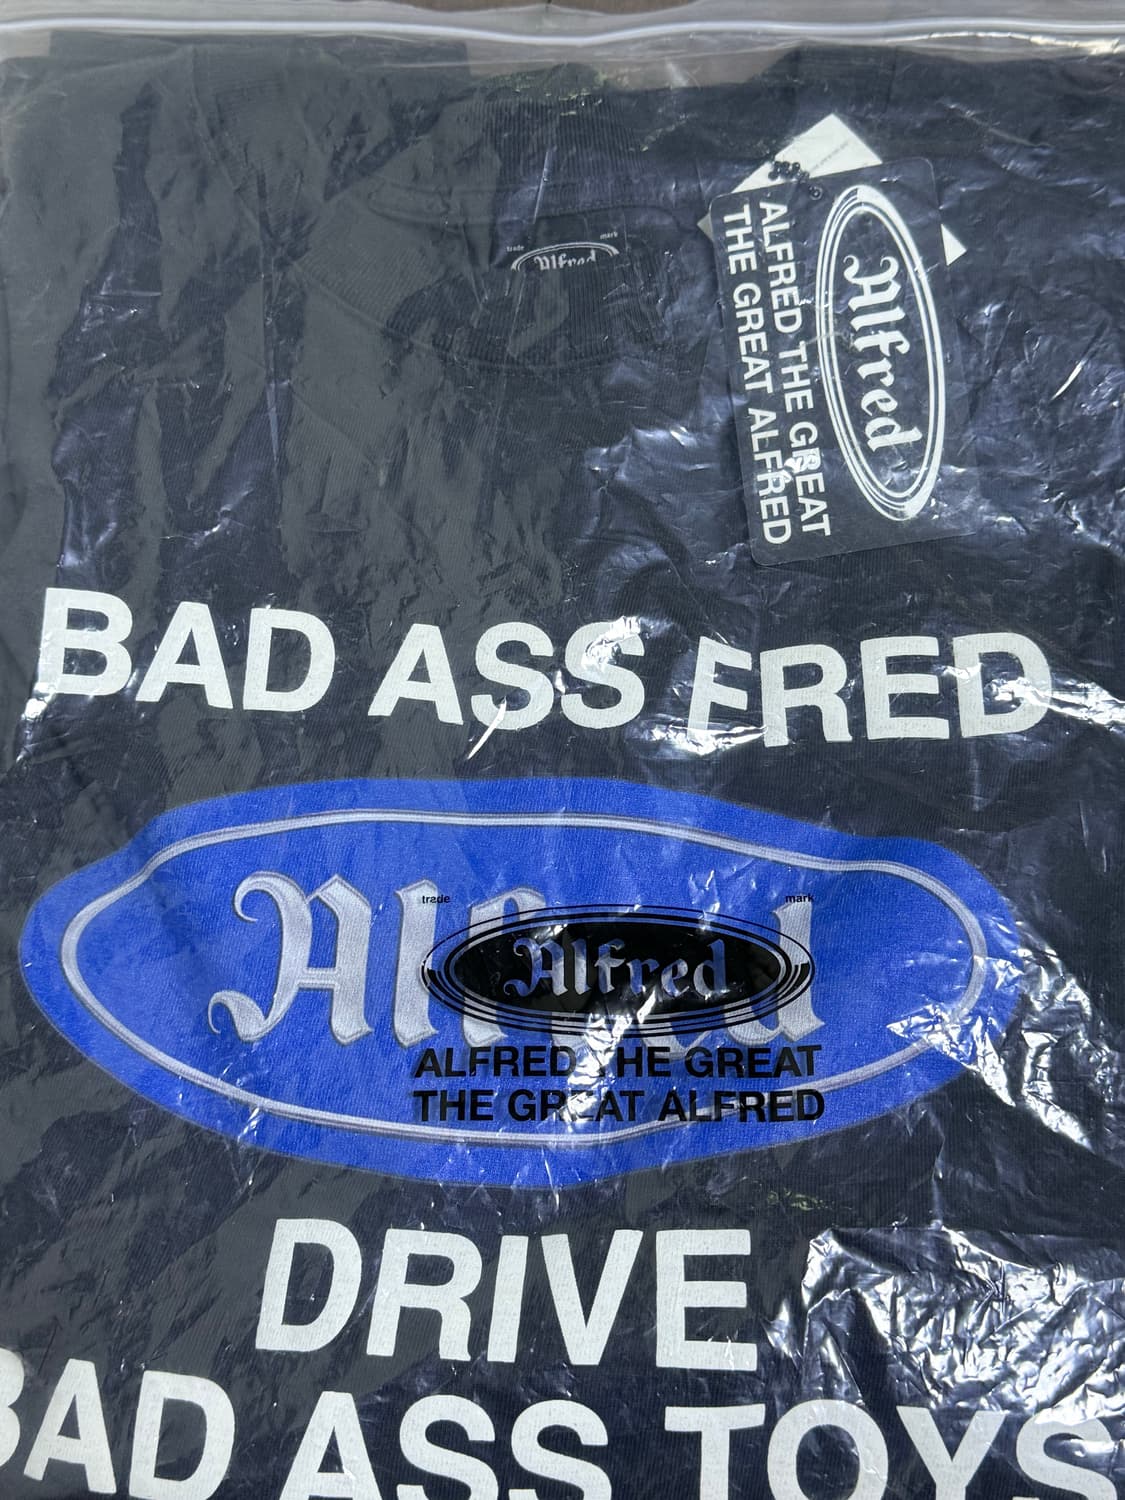 trade mark
Alfred
Alfred
ALFRED THE GREAT
THE GREAT ALFRED
BAD ASS FRED
Alfred
trade mark
Alfred
ALFRED THE GREAT
THE GREAT ALFRED
DRIVE
BAD ASS TOYS